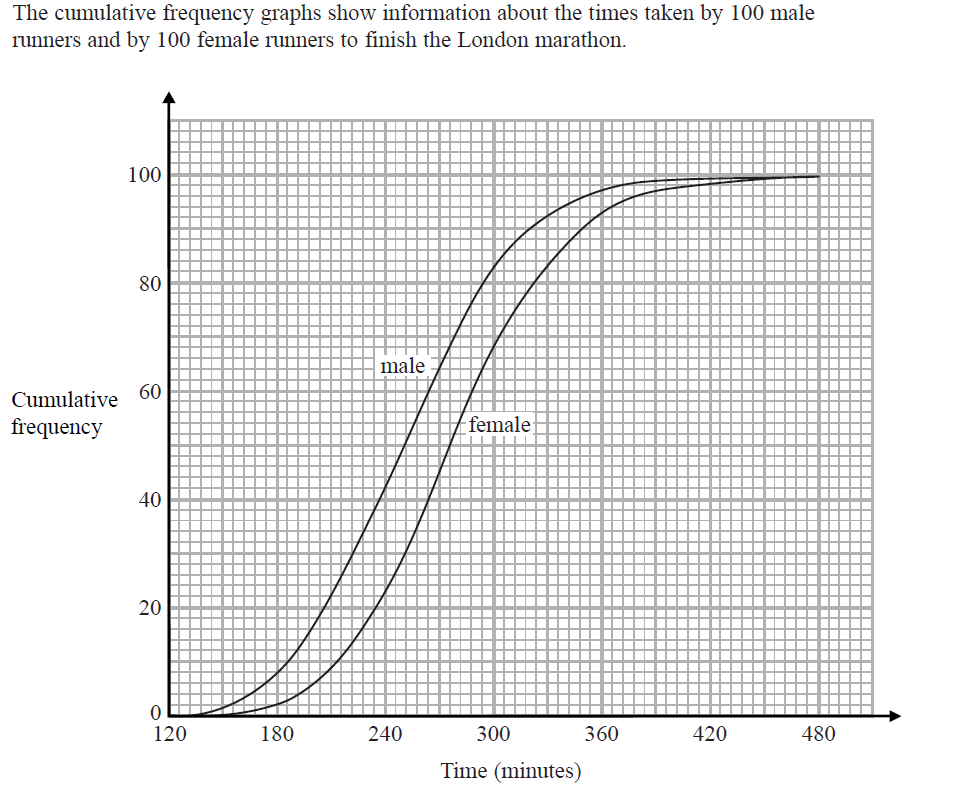 The cumulative frequency graphs show information about the times taken by 100 male
runners and by 100 female runners to finish the London marathon.
100
80
male
60
Cumulative
frequency
female
40
20
0
120 180 240 300 360 420 480
Time (minutes)